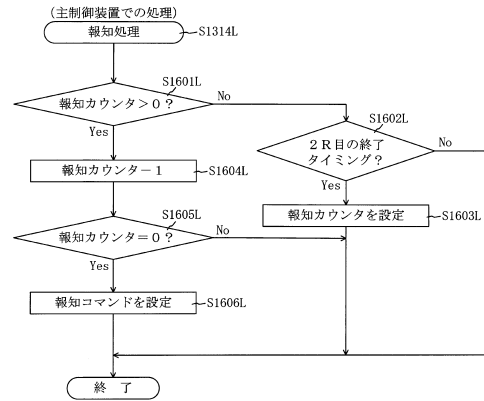 (主制御装置での処理)
報知処理
S1314L
S1601L
報知カウンタ>0?
No
Yes
S1602L
2R目の終了
タイミング?
No
Yes
報知カウンタ-1
S1604L
報知カウンタを設定
S1603L
S1605L
報知カウンタ=0?
No
Yes
報知コマンドを設定
S1606L
終 了